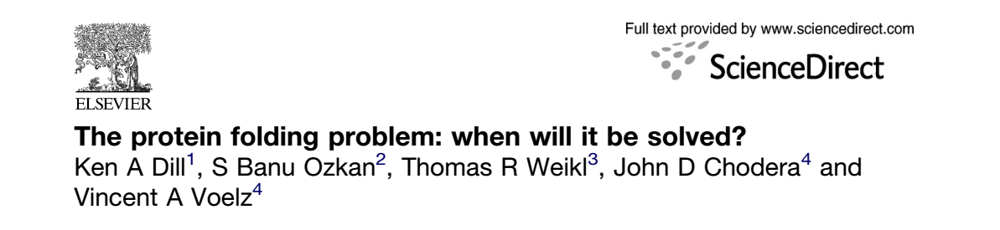 Full text provided by www.sciencedirect.com
ScienceDirect
ELSEVIER
The protein folding problem: when will it be solved?
Ken A Dill1, S Banu Ozkan2, Thomas R Weikl3, John D Chodera4 and
Vincent A Voelz4